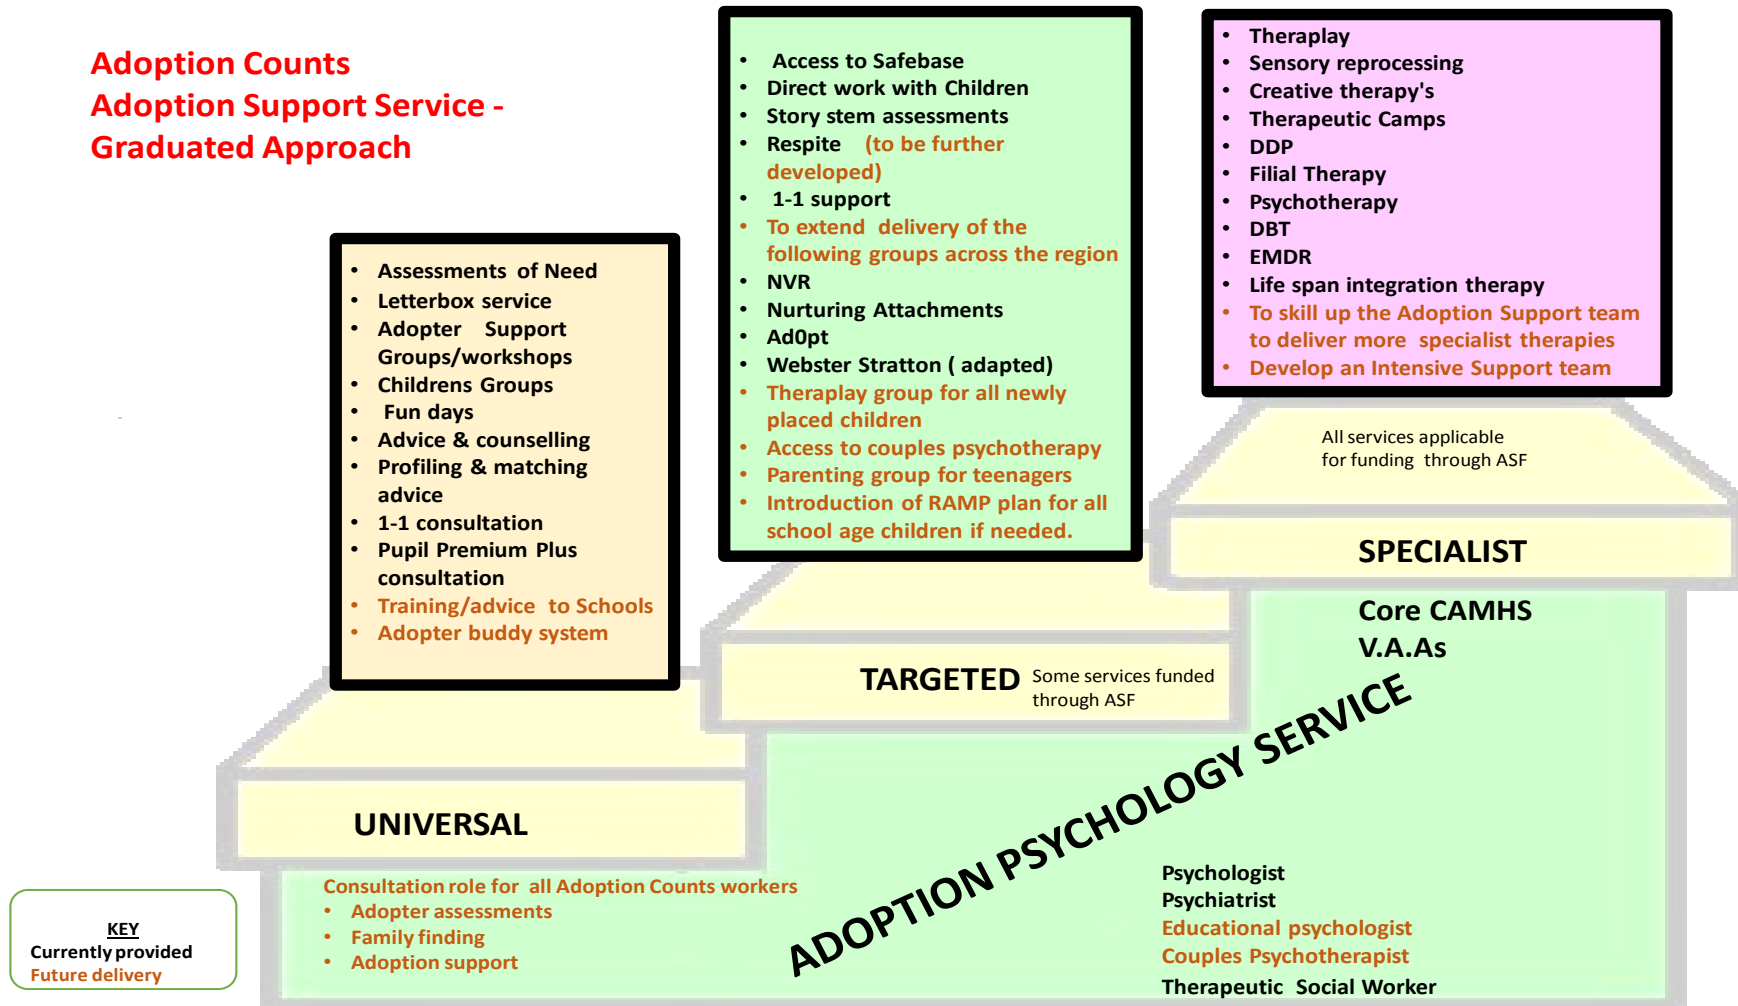 Adoption Counts
Adoption Support Service -
Graduated Approach
• Assessments of Need
• Letterbox service
• Adopter Support
Groups/workshops
• Childrens Groups
• Fun days
• Advice & counselling
• Profiling & matching
advice
• 1-1 consultation
• Pupil Premium Plus
consultation
• Training/advice to Schools
• Adopter buddy system
• Access to Safebase
• Direct work with Children
• Story stem assessments
• Respite (to be further
developed)
• 1-1 support
• To extend delivery of the
following groups across the region
• NVR
• Nurturing Attachments
• Ad0pt
• Webster Stratton ( adapted)
• Theraplay group for all newly
placed children
• Access to couples psychotherapy
• Parenting group for teenagers
• Introduction of RAMP plan for all
school age children if needed.
• Theraplay
• Sensory reprocessing
• Creative therapy's
• Therapeutic Camps
• DDP
• Filial Therapy
• Psychotherapy
• DBT
• EMDR
• Life span integration therapy
• To skill up the Adoption Support team
to deliver more specialist therapies
• Develop an Intensive Support team
All services applicable
for funding through ASF
SPECIALIST
Core CAMHS
V.A.As
TARGETED
Some services funded
through ASF
UNIVERSAL
ADOPTION PSYCHOLOGY SERVICE
Consultation role for all Adoption Counts workers
• Adopter assessments
• Family finding
• Adoption support
Psychologist
Psychiatrist
Educational psychologist
Couples Psychotherapist
Therapeutic Social Worker
KEY
Currently provided
Future delivery